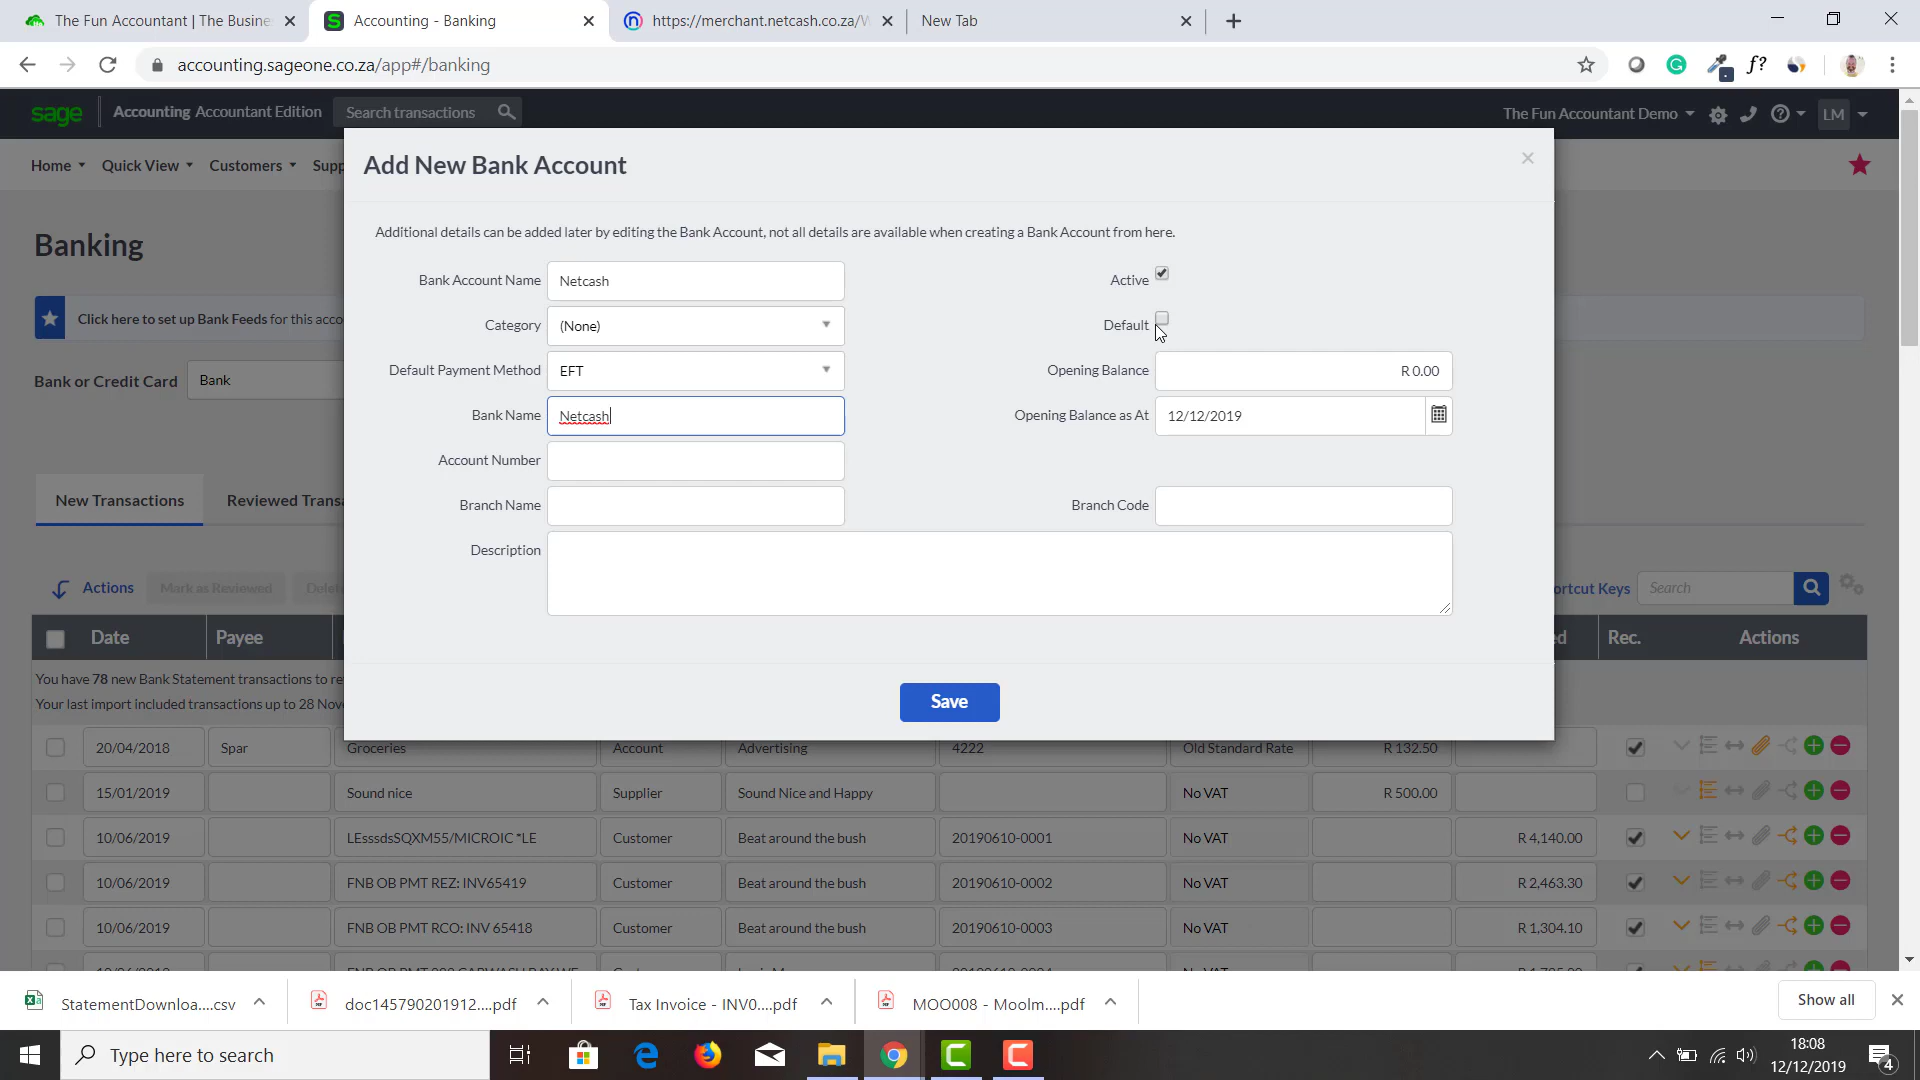 The Fun Accountant | The Busine
Accounting - Banking
https://merchant.netcash.co.za/W
New Tab
accounting.sageone.co.za/app#/banking
f?
sage
Accounting Accountant Edition
Search transactions
The Fun Accountant Demo
LM
Home
Quick View
Customers
Supp
Add New Bank Account
Additional details can be added later by editing the Bank Account, not all details are available when creating a Bank Account from here.
Banking
Click here to set up Bank Feeds for this acco
Bank or Credit Card
Bank
Bank Account Name
Netcash
Active
Category
(None)
Default
Default Payment Method
EFT
Opening Balance
R 0.00
Bank Name
Netcash
Opening Balance as At
12/12/2019
Account Number
Branch Name
Branch Code
Description
Save
New Transactions
Reviewed Transa
Actions
Mark as Reviewed
Delet
ortcut Keys
Search
Date
Payee
ed
Rec.
Actions
You have 78 new Bank Statement transactions to re
Your last import included transactions up to 28 Nov
20/04/2018 Spar Groceries Account Advertising 4222 Old Standard Rate R 132.50
15/01/2019 Sound nice Supplier Sound Nice and Happy No VAT R 500.00
10/06/2019 LEsssdsSQXM55/MICROIC *LE Customer Beat around the bush 20190610-0001 No VAT R 4,140.00
10/06/2019 FNB OB PMT REZ: INV65419 Customer Beat around the bush 20190610-0002 No VAT R 2,463.30
10/06/2019 FNB OB PMT RCO: INV 65418 Customer Beat around the bush 20190610-0003 No VAT R 1,304.10
StatementDownloa....csv
doc145790201912....pdf
Tax Invoice - INV0....pdf
MOO008 - Moolm....pdf
Show all
Type here to search
18:08
12/12/2019
4